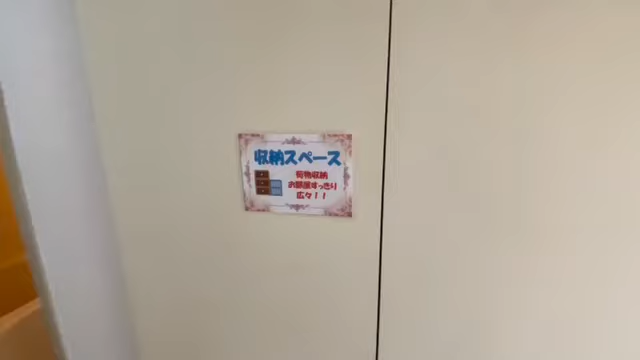 収納スペース
荷物収納
お部屋すっきり
広々！！